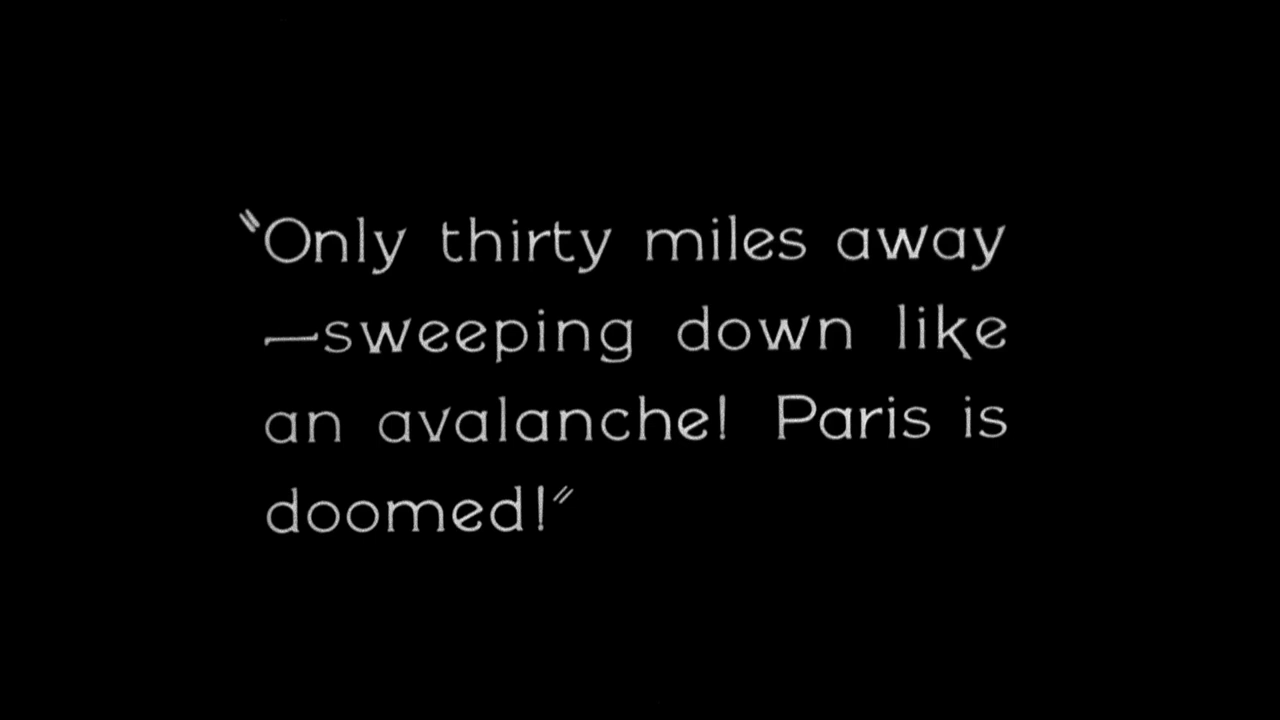 "Only thirty miles away
—sweeping down like
an avalanche! Paris is
doomed!"